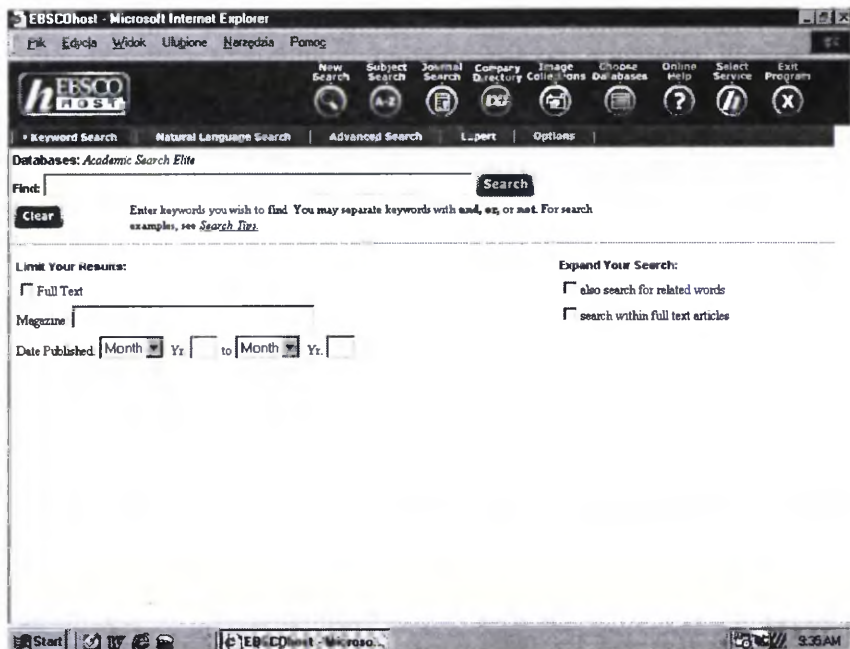 EBSCOhost - Microsoft Internet Explorer
Plik Edycja Widok Ulubione Narzędzia Pomoc
New Search Subject Search Journal Search Company Directory Image Collections Choose Databases Online Help Select Service Exit Program
h EBSCO HOST
A-Z ? h X
Keyword Search | Natural Language Search | Advanced Search | Expert | Options |
Databases: Academic Search Elite
Find: Search
Clear Enter keywords you wish to find. You may separate keywords with and, or, or not. For search
examples, see Search Tips.
Limit Your Results: Expand Your Search:
Full Text also search for related words
Magazine search within full text articles
Date Published: Month Yr. to Month Yr.
Start EBSCOhost - Microso... 9:35 AM